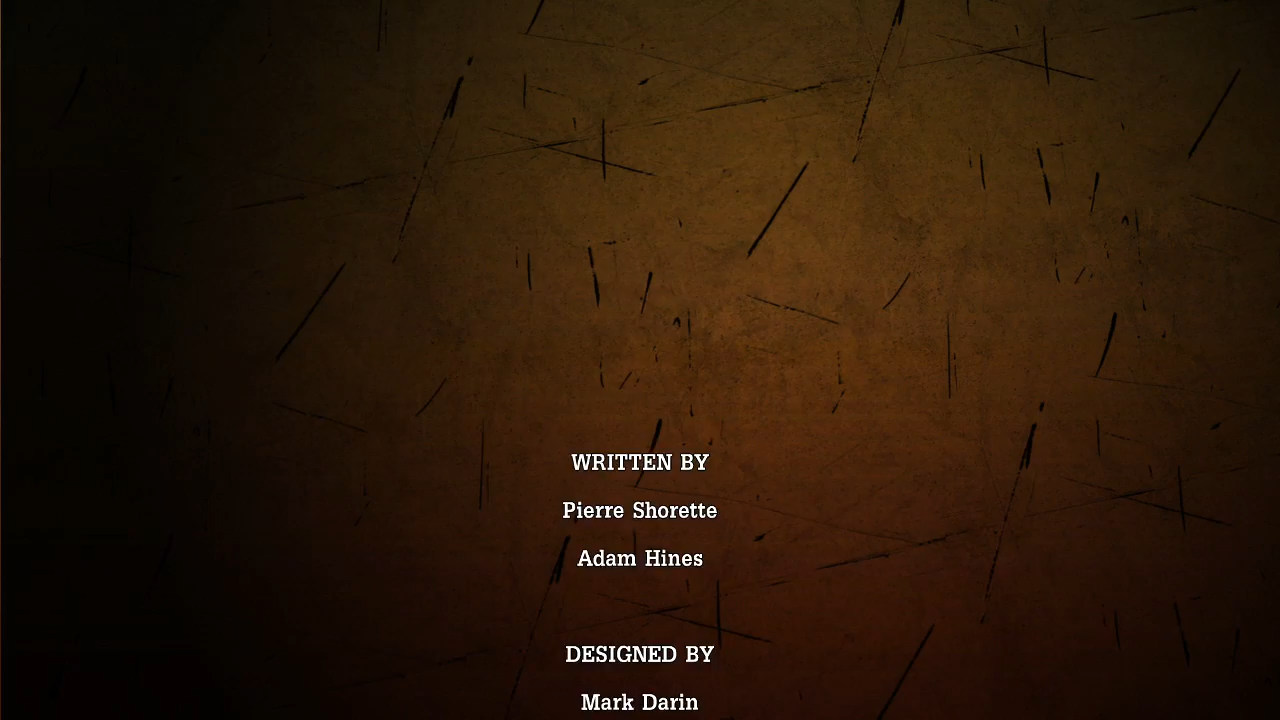 WRITTEN BY
Pierre Shorette
Adam Hines
DESIGNED BY
Mark Darin